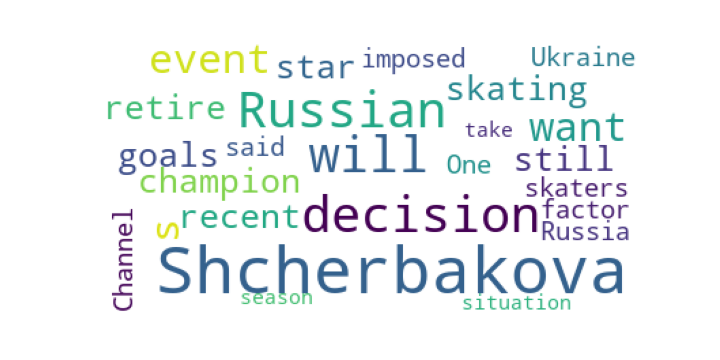 event star imposed Ukraine
retire Russian skating
take want
goals said will One still
champion skaters
s recent decision factor
Channel Russia
Shcherbakova
season situation